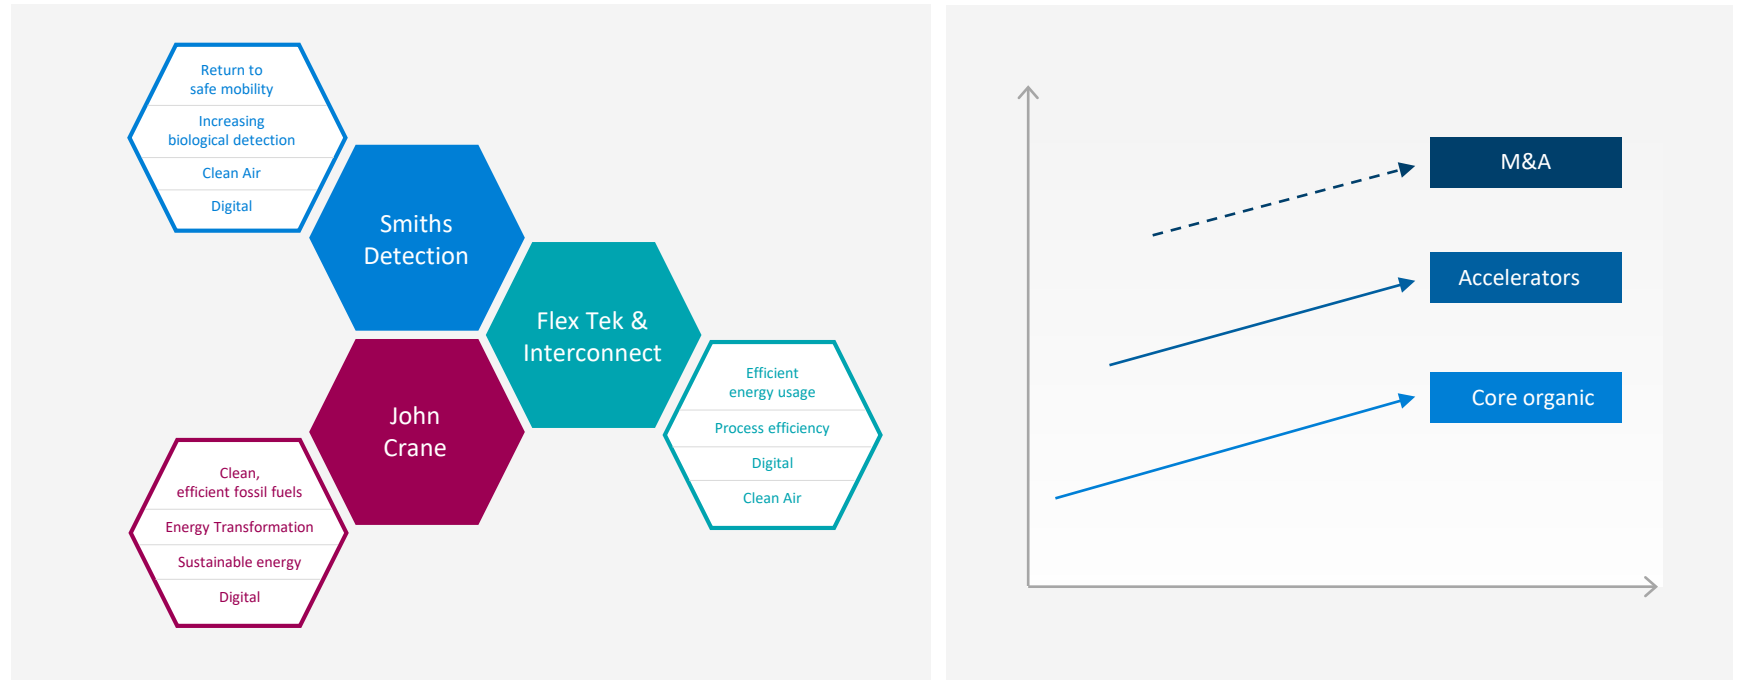 Return to
safe mobility
Increasing
biological detection
Clean Air
Digital
Smiths
Detection
Flex Tek &
Interconnect
Efficient
energy usage
Process efficiency
Digital
Clean Air
John
Crane
Clean,
efficient fossil fuels
Energy Transformation
Sustainable energy
Digital
M&A
Accelerators
Core organic